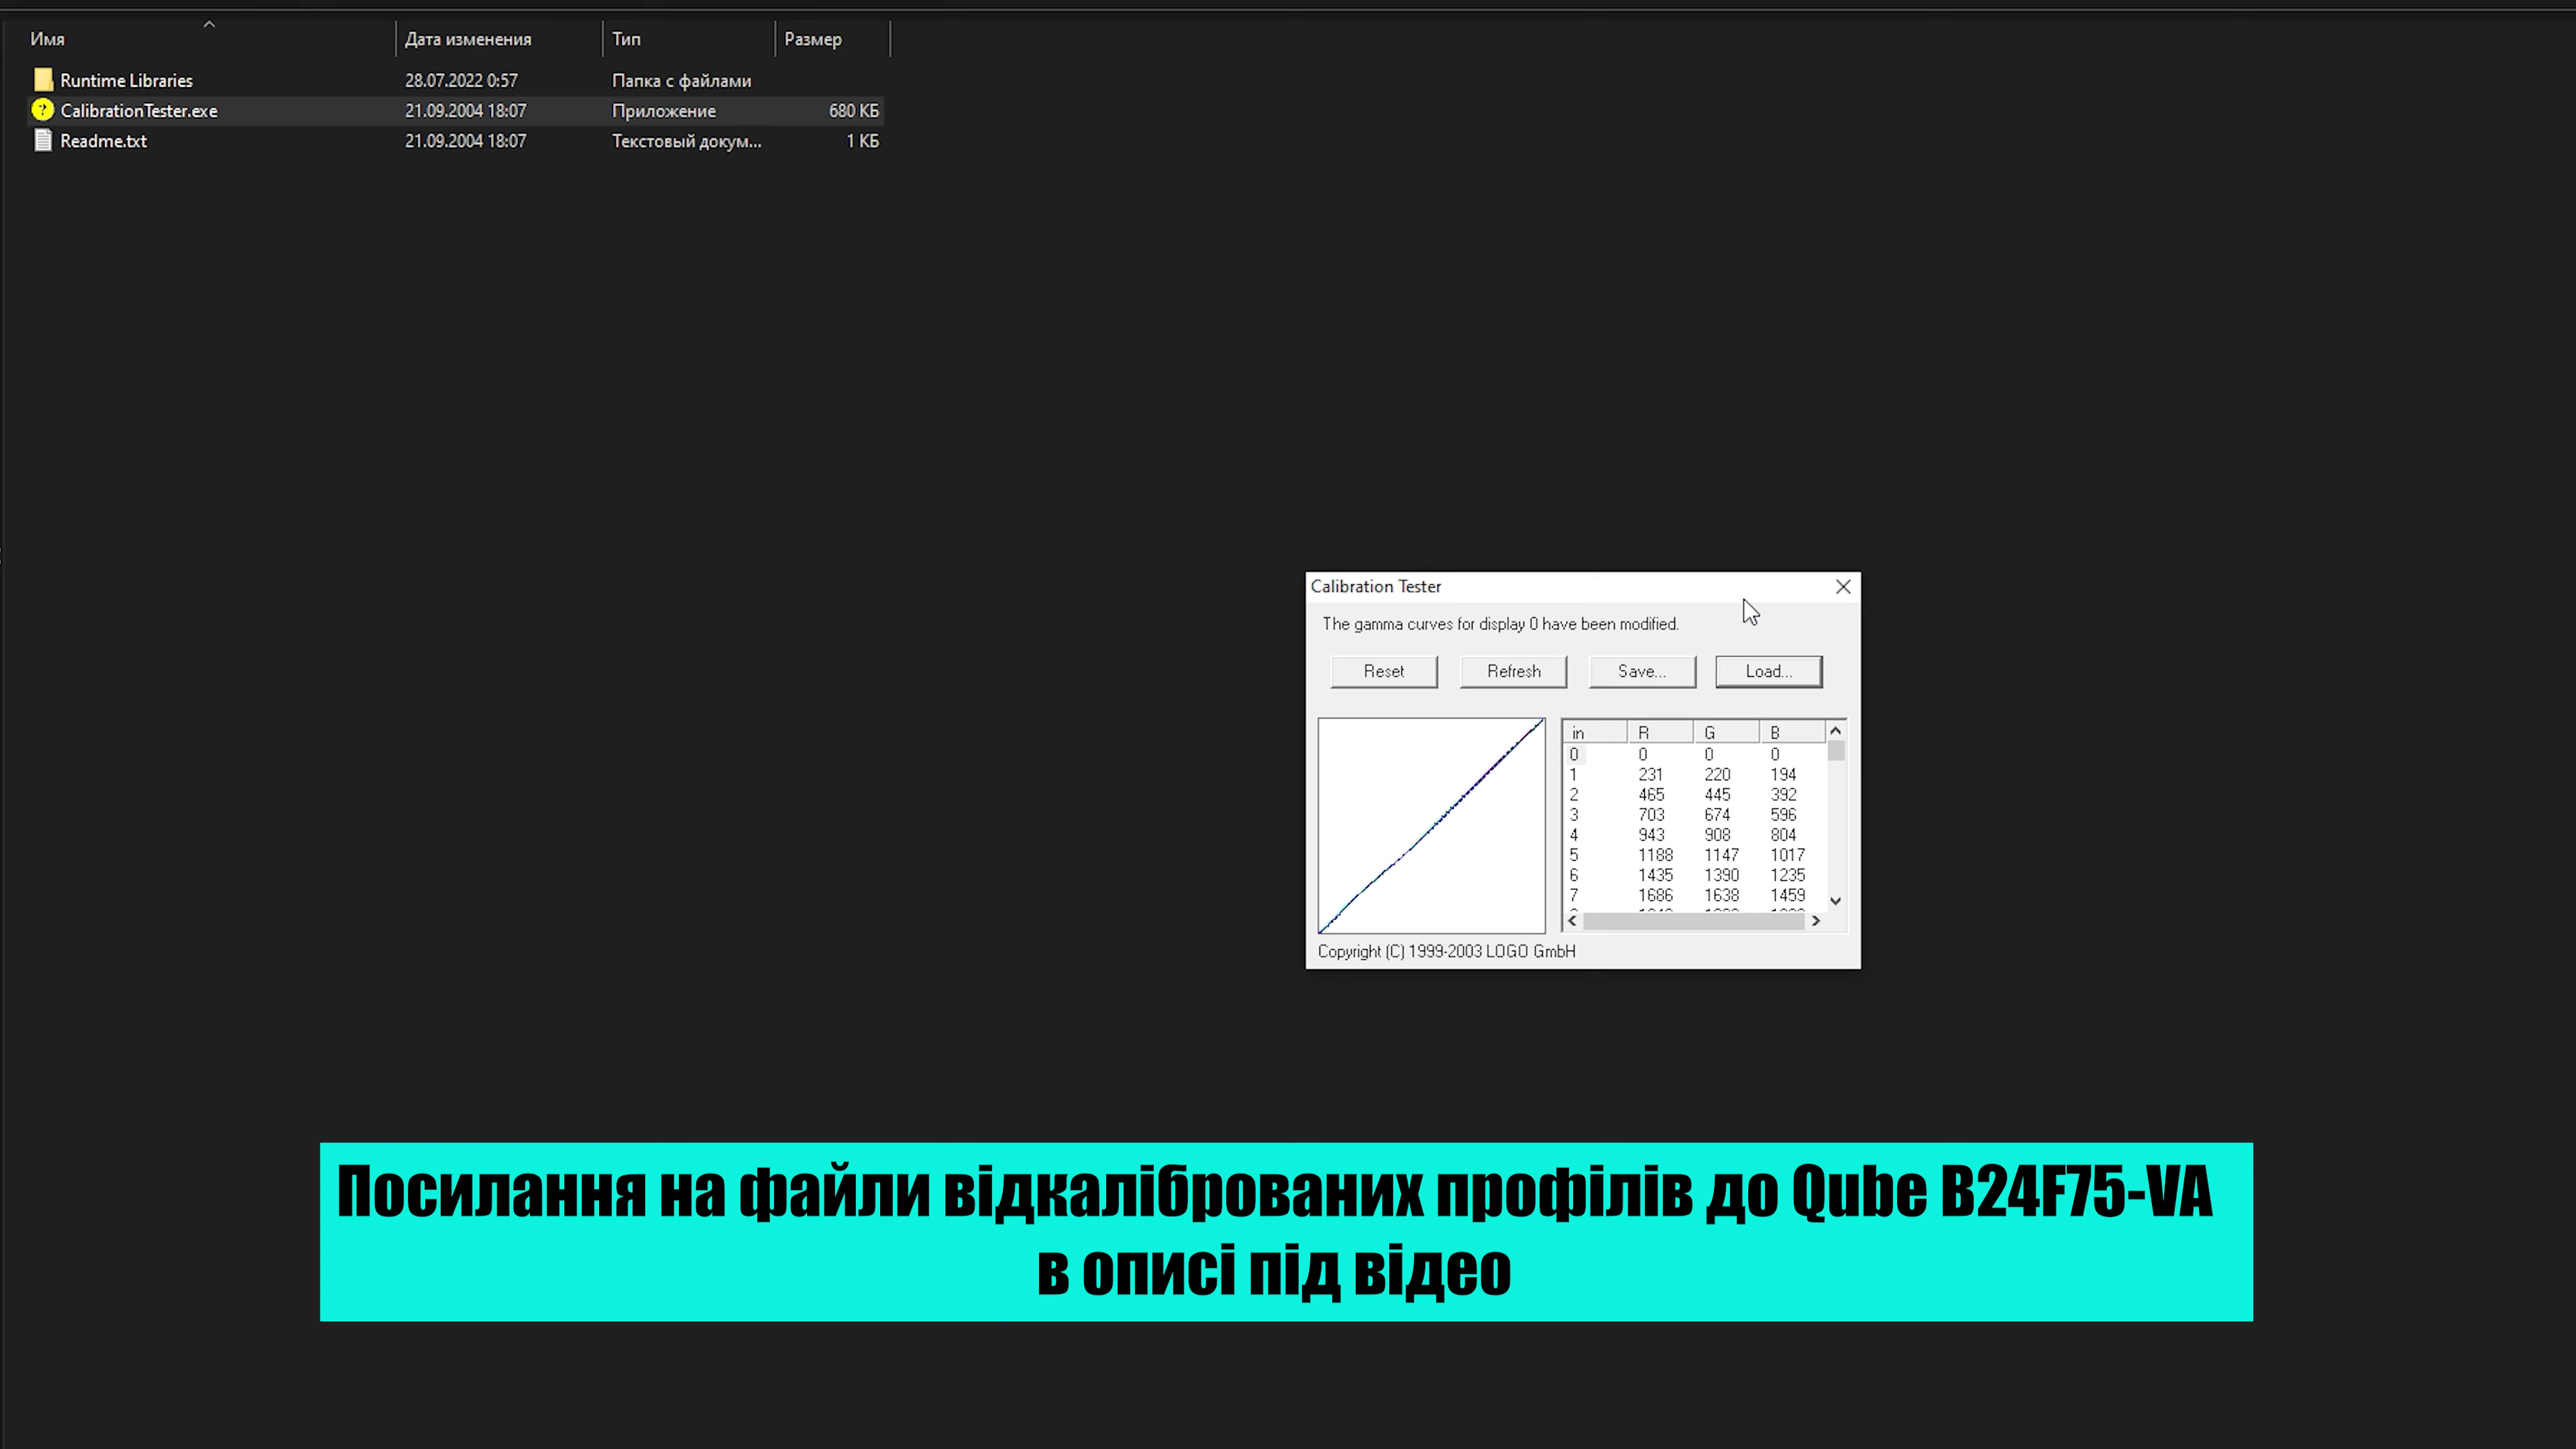 Имя Дата изменения Тип Размер
Runtime Libraries 28.07.2022 0:57 Папка с файлами
CalibrationTester.exe 21.09.2004 18:07 Приложение 680 КБ
Readme.txt 21.09.2004 18:07 Текстовый докум... 1 КБ
Calibration Tester
The gamma curves for display 0 have been modified.
Reset Refresh Save... Load...
in R G B
0 0 0 0
1 231 220 194
2 465 445 392
3 703 674 596
4 943 908 804
5 1188 1147 1017
6 1435 1390 1235
7 1686 1638 1459
Copyright (C) 1999-2003 LOGO GmbH
Посилання на файли відкаліброваних профілів до Qube B24F75-VA
в описі під відео